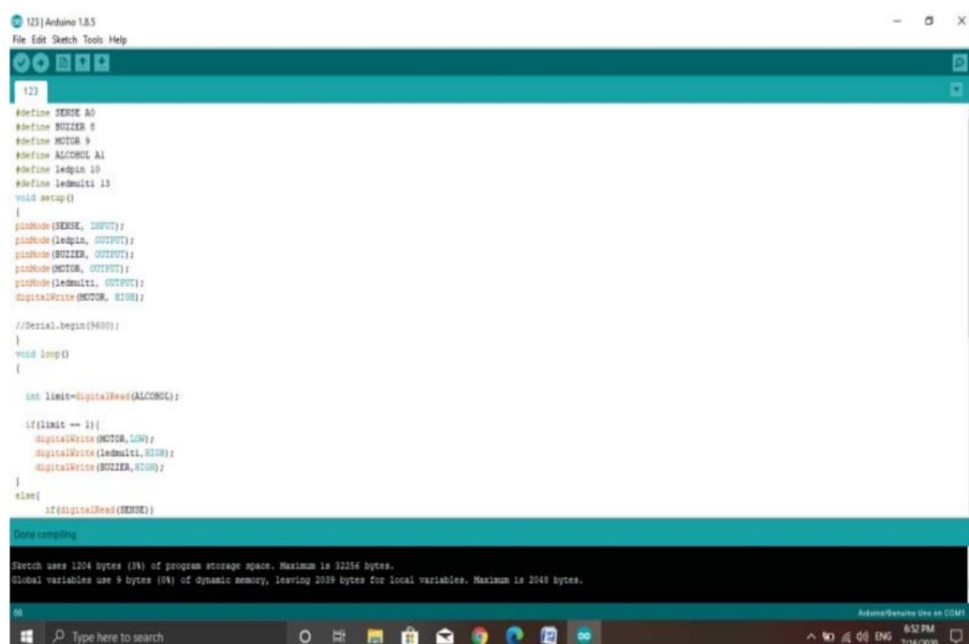 123 | Arduino 1.8.5
File Edit Sketch Tools Help
123
#define SENSE A0
#define BUZZER 8
#define MOTOR 9
#define ALCOHOL A1
#define ledpin 10
#define ledmulti 13
void setup()
{
pinMode(SENSE, INPUT);
pinMode(ledpin, OUTPUT);
pinMode(BUZZER, OUTPUT);
pinMode(MOTOR, OUTPUT);
pinMode(ledmulti, OUTPUT);
digitalWrite(MOTOR, HIGH);
//Serial.begin(9600);
}
void loop()
{
int limit=digitalRead(ALCOHOL);
if(limit == 1){
digitalWrite(MOTOR,LOW);
digitalWrite(ledmulti,HIGH);
digitalWrite(BUZZER,HIGH);
}
else{
if(digitalRead(SENSE))
Done compiling.
Sketch uses 1204 bytes (3%) of program storage space. Maximum is 32256 bytes.
Global variables use 9 bytes (0%) of dynamic memory, leaving 2039 bytes for local variables. Maximum is 2048 bytes.
Arduino/Genuino Uno on COM1
Type here to search
ENG
6:52 PM